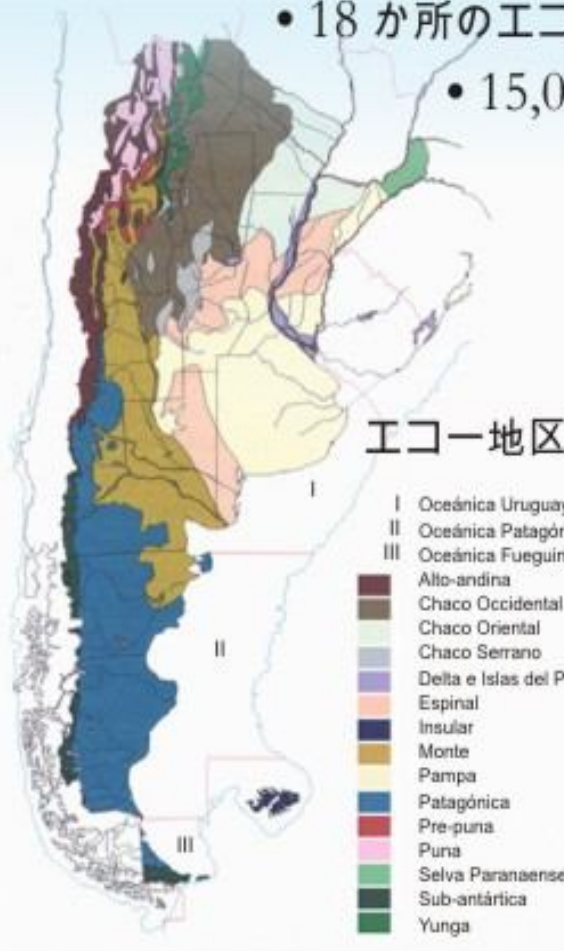 • 18 か所のエコ
• 15,0
エコー地区
I
II
III
I Oceánica Uruguay
II Oceánica Patagón
III Oceánica Fueguin
Alto-andina
Chaco Occidental
Chaco Oriental
Chaco Serrano
Delta e Islas del P
Espinal
Insular
Monte
Pampa
Patagónica
Pre-puna
Puna
Selva Paranaense
Sub-antártica
Yunga